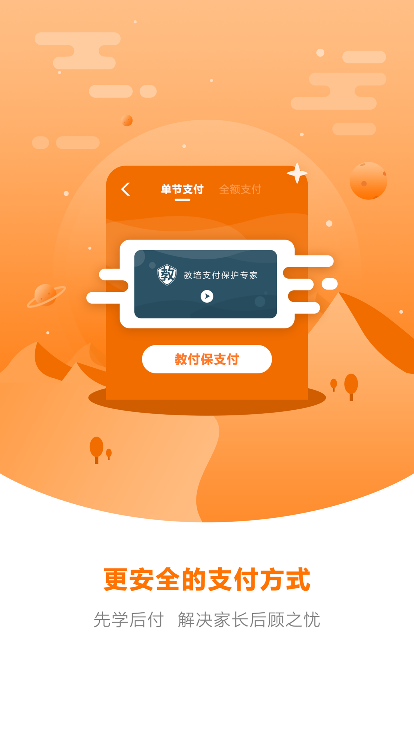 单节支付 全额支付
教 教培支付保护专家
教付保支付
更安全的支付方式
先学后付 解决家长后顾之忧